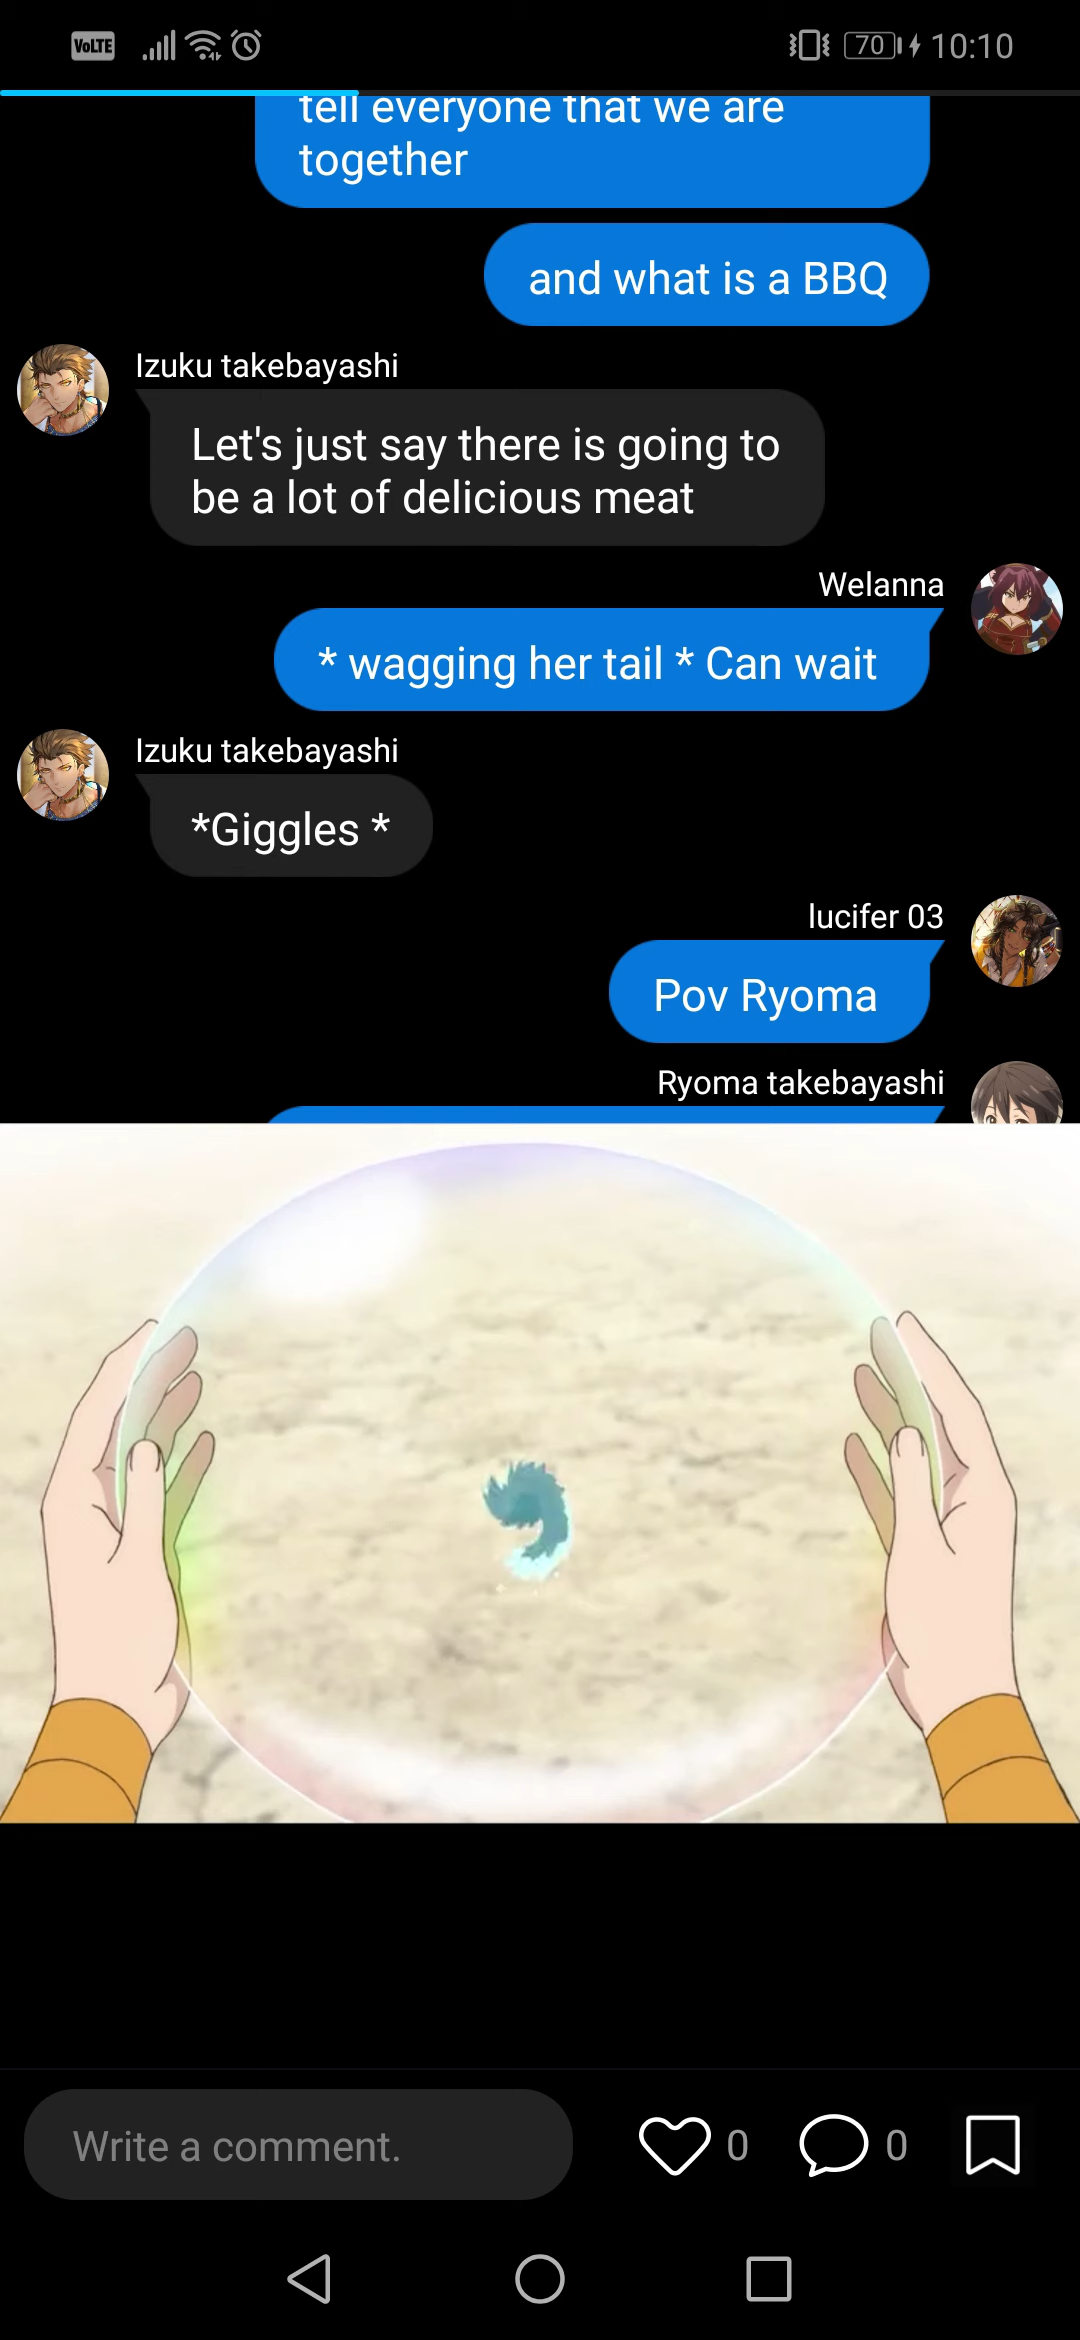 VoLTE 70 10:10
tell everyone that we are
together
and what is a BBQ
Izuku takebayashi
Let's just say there is going to
be a lot of delicious meat
Welanna
* wagging her tail * Can wait
Izuku takebayashi
*Giggles *
lucifer 03
Pov Ryoma
Ryoma takebayashi
Write a comment. 0 0